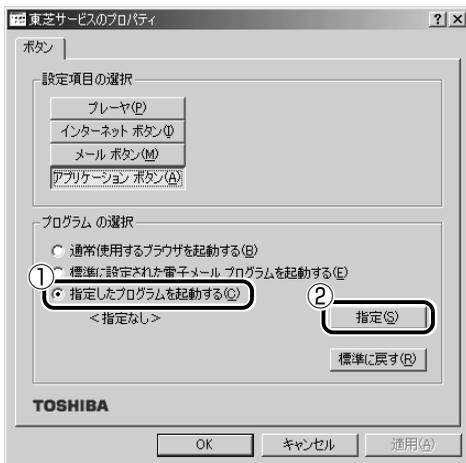 東芝サービスのプロパティ
ボタン
設定項目の選択
プレーヤ(P)
インターネット ボタン(I)
メール ボタン(M)
アプリケーション ボタン(A)
プログラム の選択
通常使用するブラウザを起動する(B)
標準に設定された電子メール プログラムを起動する(E)
① 指定したプログラムを起動する(C)
<指定なし>
② 指定(S)
標準に戻す(R)
TOSHIBA
OK キャンセル 適用(A)